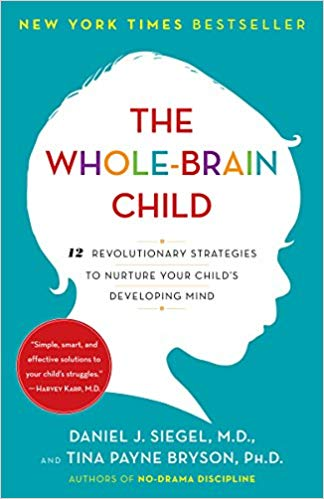 NEW YORK TIMES BESTSELLER
THE
WHOLE-BRAIN
CHILD
12 REVOLUTIONARY STRATEGIES
TO NURTURE YOUR CHILD'S
DEVELOPING MIND
"Simple, smart, and
effective solutions to
your child's struggles."
—HARVEY KARP, M.D.
DANIEL J. SIEGEL, M.D.,
AND TINA PAYNE BRYSON, PH.D.
AUTHORS OF NO-DRAMA DISCIPLINE